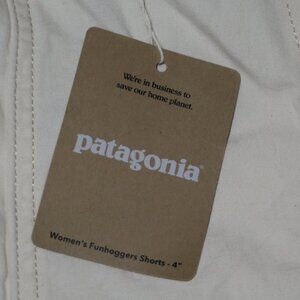 We're in business to
save our home planet.
patagonia®
Women's Funhoggers Shorts - 4"